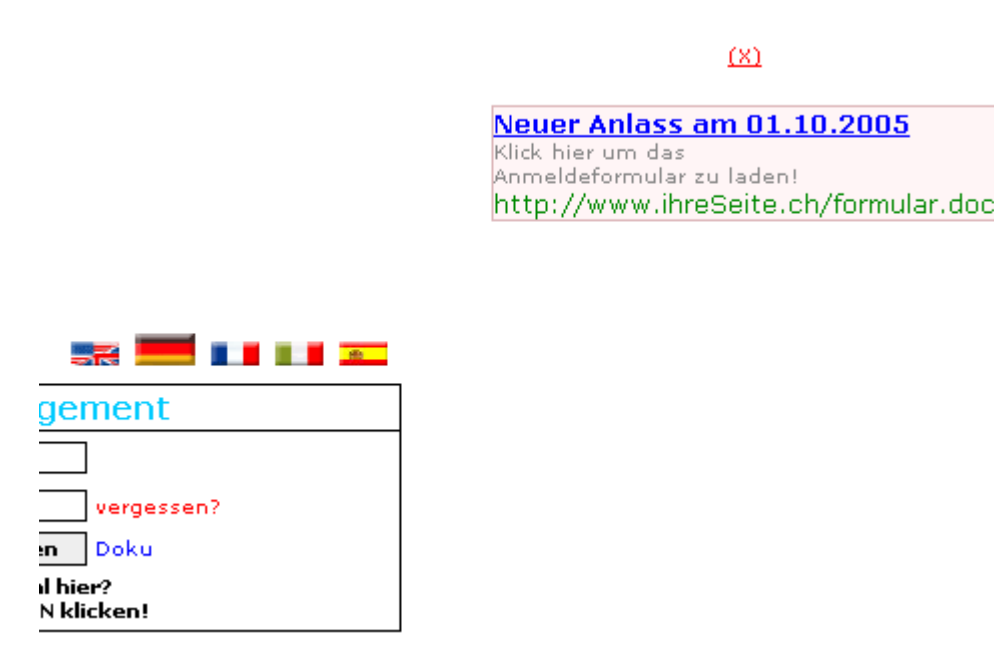 (X)
Neuer Anlass am 01.10.2005
Klick hier um das
Anmeldeformular zu laden!
http://www.ihreSeite.ch/formular.doc
gement
vergessen?
en Doku
al hier?
N klicken!